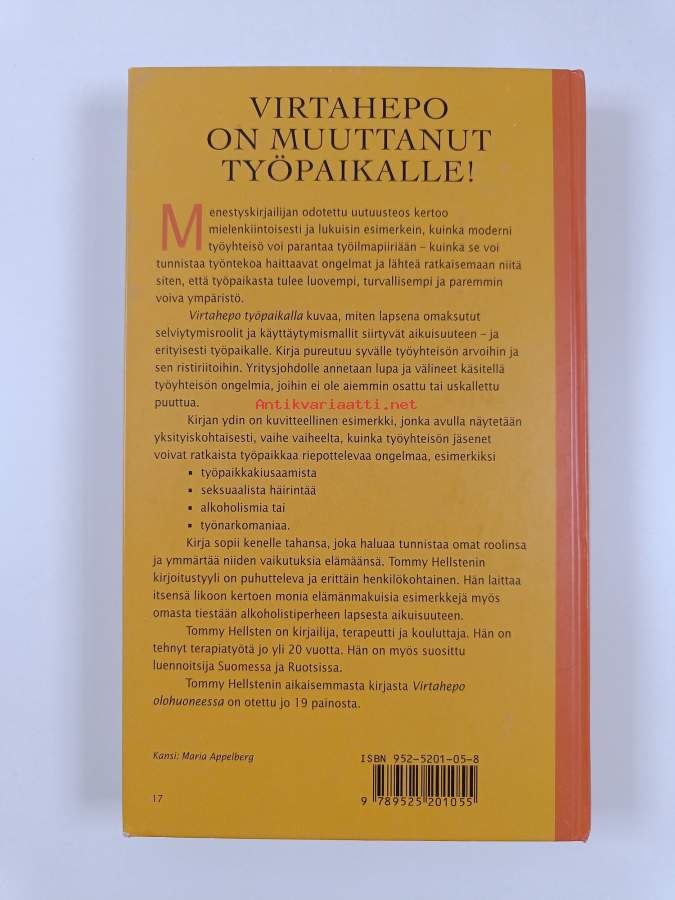 VIRTAHEPO
ON MUUTTANUT
TYÖPAIKALLE!
Menestyskirjailijan odotettu uutuusteos kertoo
mielenkiintoisesti ja lukuisin esimerkein, kuinka moderni
työyhteisö voi parantaa työilmapiiriään – kuinka se voi
tunnistaa työntekoa haittaavat ongelmat ja lähteä ratkaisemaan niitä
siten, että työpaikasta tulee luovempi, turvallisempi ja paremmin
voiva ympäristö.
Virtahepo työpaikalla kuvaa, miten lapsena omaksutut
selviytymisroolit ja käyttäytymismallit siirtyvät aikuisuuteen – ja
erityisesti työpaikalle. Kirja pureutuu syvälle työyhteisön arvoihin ja
sen ristiriitoihin. Yritysjohdolle annetaan lupa ja välineet käsitellä
työyhteisön ongelmia, joihin ei ole aiemmin osattu tai uskallettu
puuttua.
Antikvariaatti.net
Kirjan ydin on kuvitteellinen esimerkki, jonka avulla näytetään
yksityiskohtaisesti, vaihe vaiheelta, kuinka työyhteisön jäsenet
voivat ratkaista työpaikkaa riepottelevaa ongelmaa, esimerkiksi
▪ työpaikkakiusaamista
▪ seksuaalista häirintää
▪ alkoholismia tai
▪ työnarkomaniaa.
Kirja sopii kenelle tahansa, joka haluaa tunnistaa omat roolinsa
ja ymmärtää niiden vaikutuksia elämäänsä. Tommy Hellstenin
kirjoitustyyli on puhutteleva ja erittäin henkilökohtainen. Hän laittaa
itsensä likoon kertoen monia elämänmakuisia esimerkkejä myös
omasta tiestään alkoholistiperheen lapsesta aikuisuuteen.
Tommy Hellsten on kirjailija, terapeutti ja kouluttaja. Hän on
tehnyt terapiatyötä jo yli 20 vuotta. Hän on myös suosittu
luennoitsija Suomessa ja Ruotsissa.
Tommy Hellstenin aikaisemmasta kirjasta Virtahepo
olohuoneessa on otettu jo 19 painosta.
Kansi: Maria Appelberg
ISBN 952-5201-05-8
9 789525 201055
17